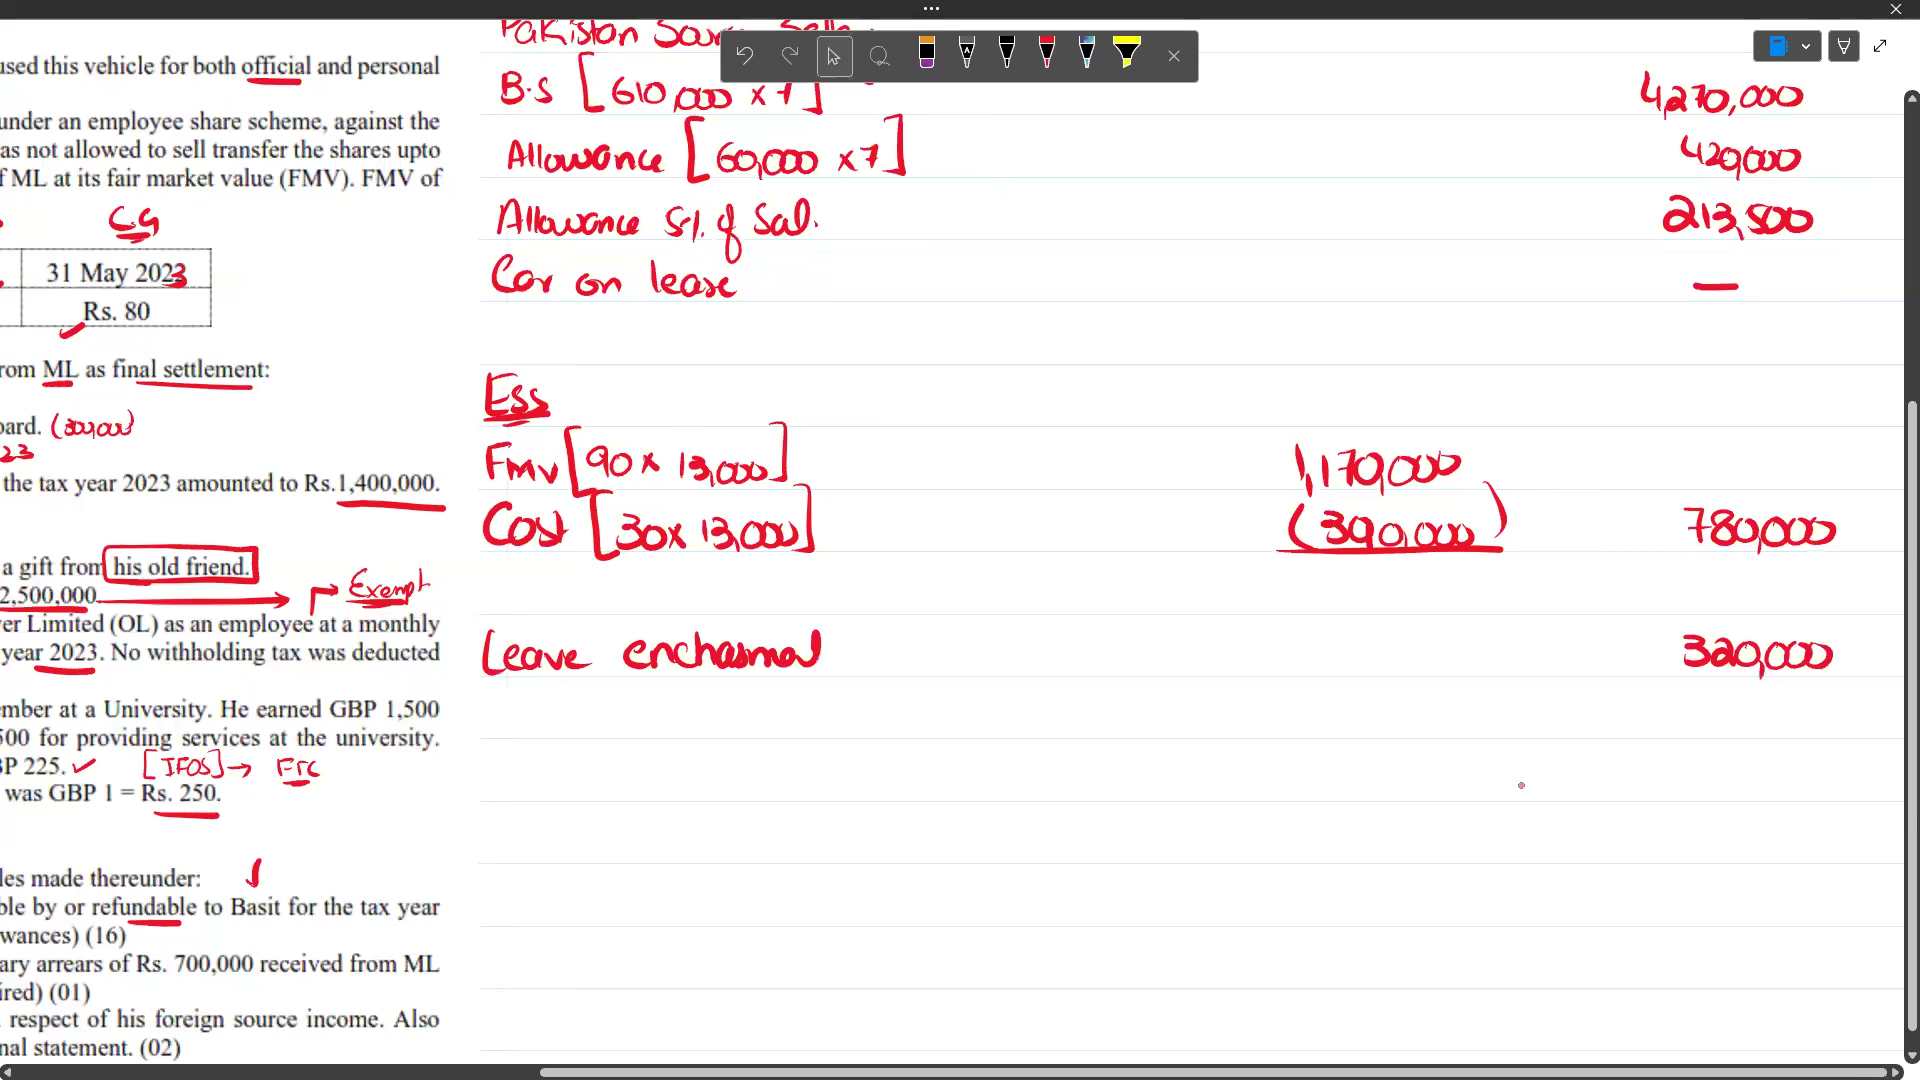 used this vehicle for both official and personal
under an employee share scheme, against the
as not allowed to sell transfer the shares upto
f ML at its fair market value (FMV). FMV of
C.G
31 May 2023
Rs. 80
rom ML as final settlement:
oard. (300,000)
23
the tax year 2023 amounted to Rs.1,400,000.
a gift from his old friend.
2,500,000.
Exempt
er Limited (OL) as an employee at a monthly
year 2023. No withholding tax was deducted
ember at a University. He earned GBP 1,500
500 for providing services at the university.
BP 225. [IFOS] → FTC
was GBP 1 = Rs. 250.
les made thereunder:
ble by or refundable to Basit for the tax year
wances) (16)
ary arrears of Rs. 700,000 received from ML
ired) (01)
respect of his foreign source income. Also
nal statement. (02)
Pakistan
B.S [610,000 x 7] 4,270,000
Allowance [60,000 x 7] 420,000
Allowance 5%. of Sal. 213,500
Car on lease —
ESS
FMV [90 x 13,000] 1,170,000
Cost [30 x 13,000] (390,000) 780,000
Leave 320,000